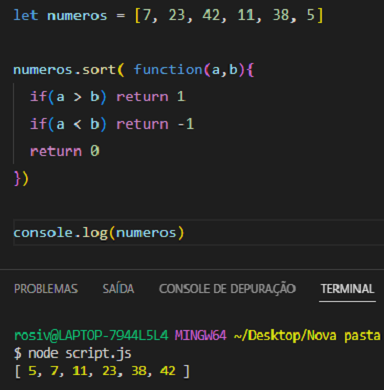 let numeros = [7, 23, 42, 11, 38, 5]
numeros.sort( function(a,b){
if(a > b) return 1
if(a < b) return -1
return 0
})
console.log(numeros)
PROBLEMAS SAÍDA CONSOLE DE DEPURAÇÃO TERMINAL
rosiv@LAPTOP-7944L5L4 MINGW64 ~/Desktop/Nova pasta
$ node script.js
[ 5, 7, 11, 23, 38, 42 ]